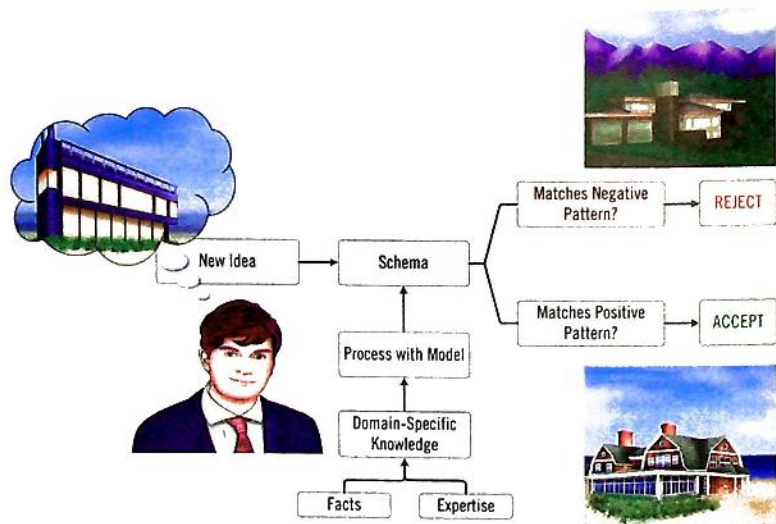 Matches Negative
Pattern?
REJECT
New Idea
Schema
Matches Positive
Pattern?
ACCEPT
Process with Model
Domain-Specific
Knowledge
Facts
Expertise